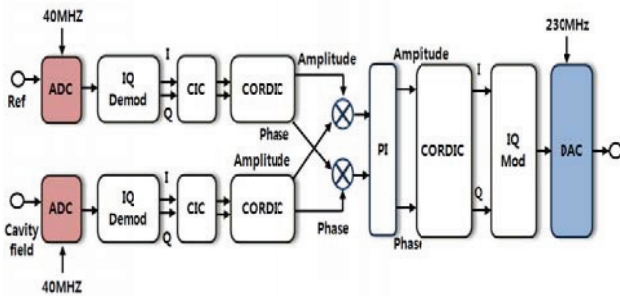 40MHZ
230MHz
Ref
ADC
IQ
Demod
I
Q
CIC
CORDIC
Amplitude
Phase
Amplitude
PI
Amplitude
Phase
CORDIC
I
Q
IQ
Mod
DAC
Cavity
field
ADC
IQ
Demod
I
Q
CIC
CORDIC
Phase
40MHZ